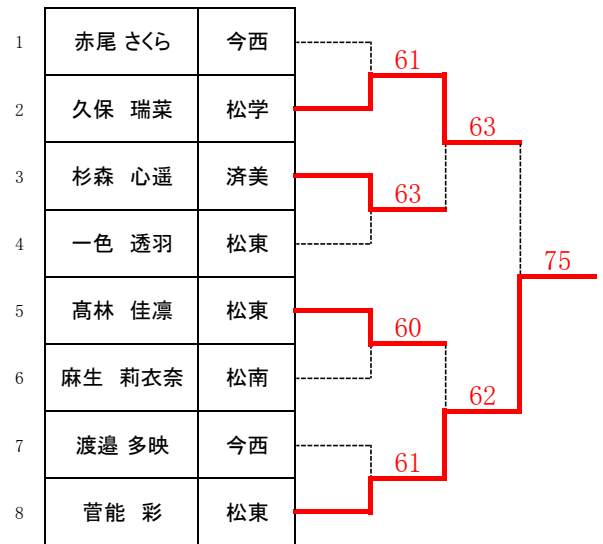 1 赤尾 さくら 今西
2 久保 瑞菜 松学
3 杉森 心遥 済美
4 一色 透羽 松東
5 髙林 佳凛 松東
6 麻生 莉衣奈 松南
7 渡邉 多映 今西
8 菅能 彩 松東
61
63
60
61
63
62
75